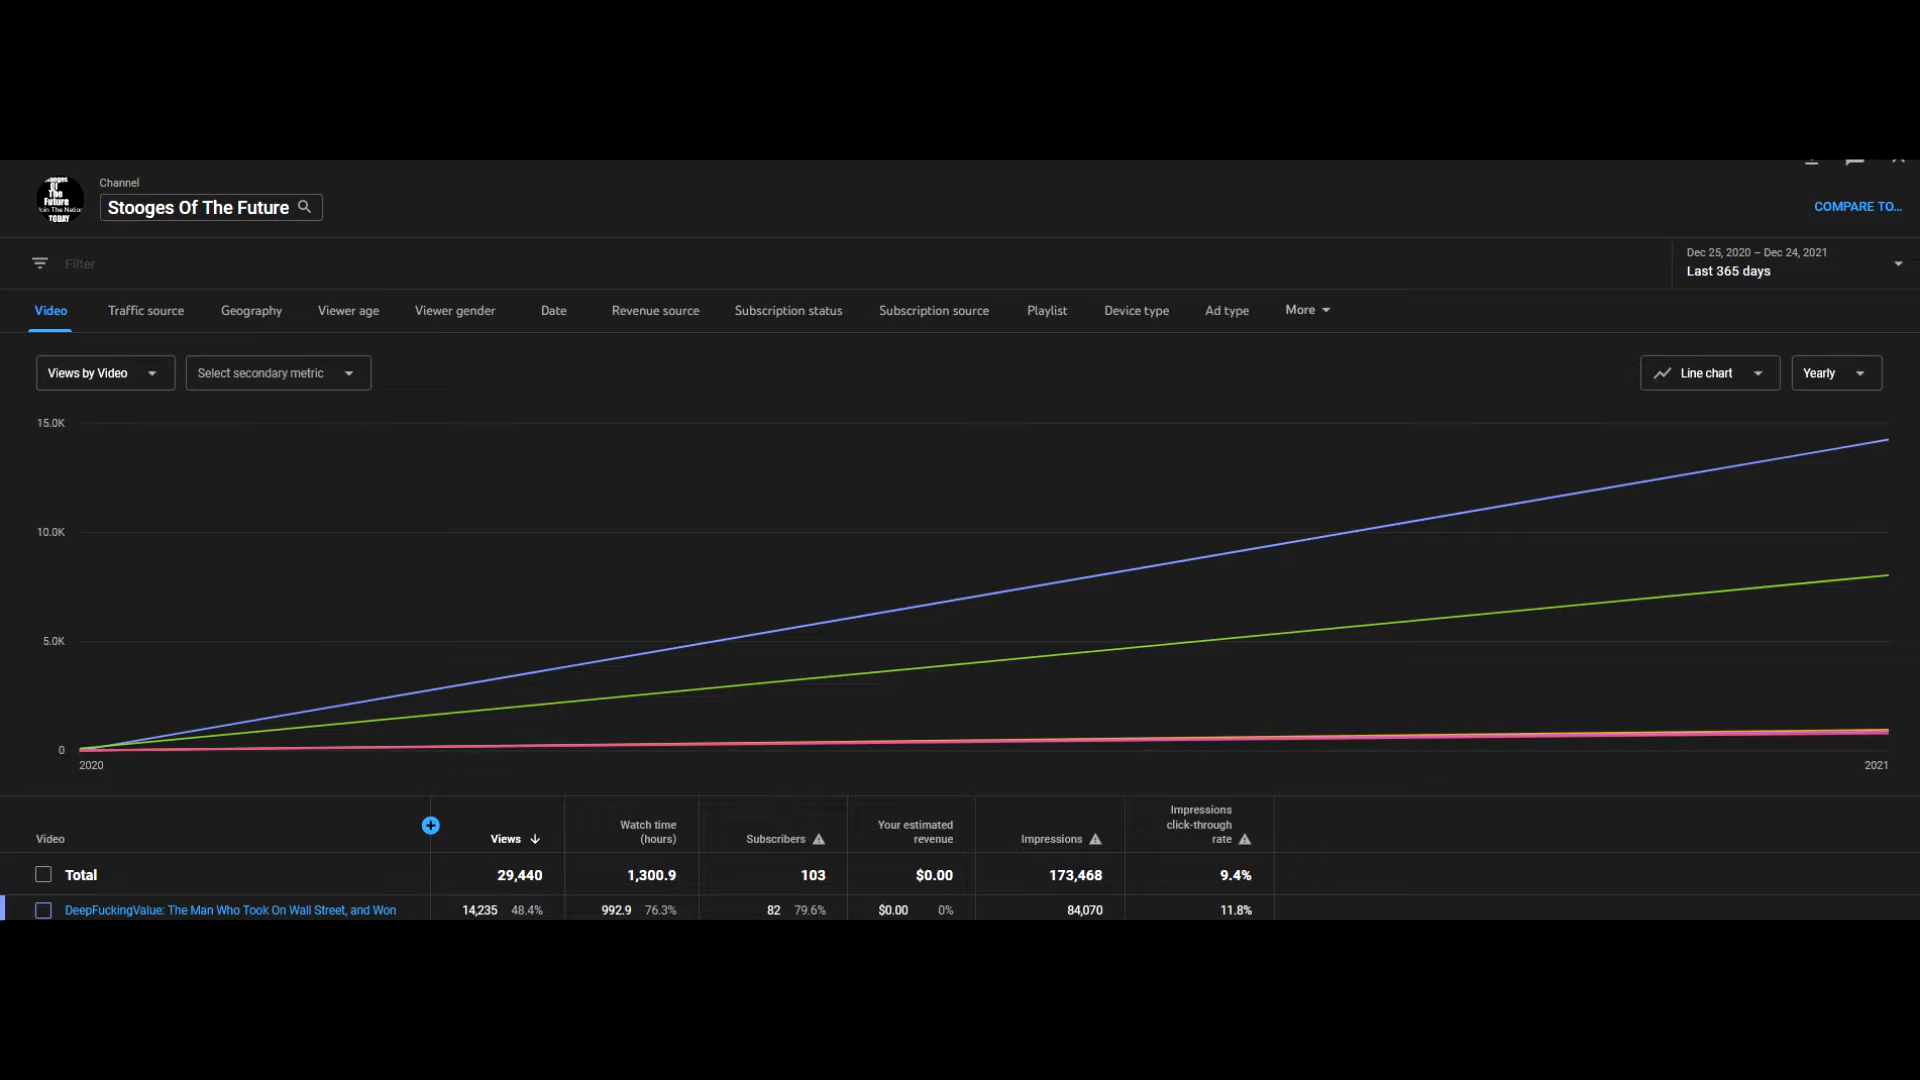 Channel
Stooges Of The Future
COMPARE TO...
Filter
Dec 25, 2020 – Dec 24, 2021
Last 365 days
Video
Traffic source
Geography
Viewer age
Viewer gender
Date
Revenue source
Subscription status
Subscription source
Playlist
Device type
Ad type
More
Views by Video
Select secondary metric
Line chart
Yearly
15.0K
10.0K
5.0K
0
2020
2021
Video
Views
Watch time
(hours)
Subscribers
Your estimated
revenue
Impressions
Impressions
click-through
rate
Total
29,440
1,300.9
103
$0.00
173,468
9.4%
DeepFuckingValue: The Man Who Took On Wall Street, and Won
14,235 48.4%
992.9 76.3%
82 79.6%
$0.00 0%
84,070
11.8%
Of
The
Future
TODAY